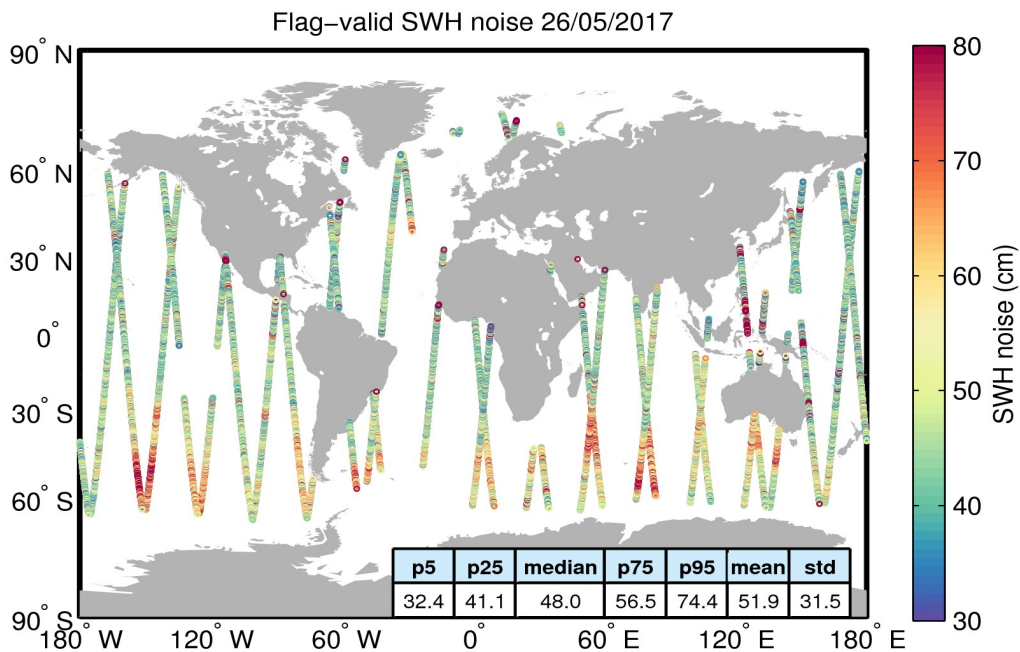 Flag−valid SWH noise 26/05/2017
90° N
60° N
30° N
0°
30° S
60° S
90° S
180° W
120° W
60° W
0°
60° E
120° E
180° E
80
70
60
50
40
30
SWH noise (cm)
p5 p25 median p75 p95 mean std
32.4 41.1 48.0 56.5 74.4 51.9 31.5